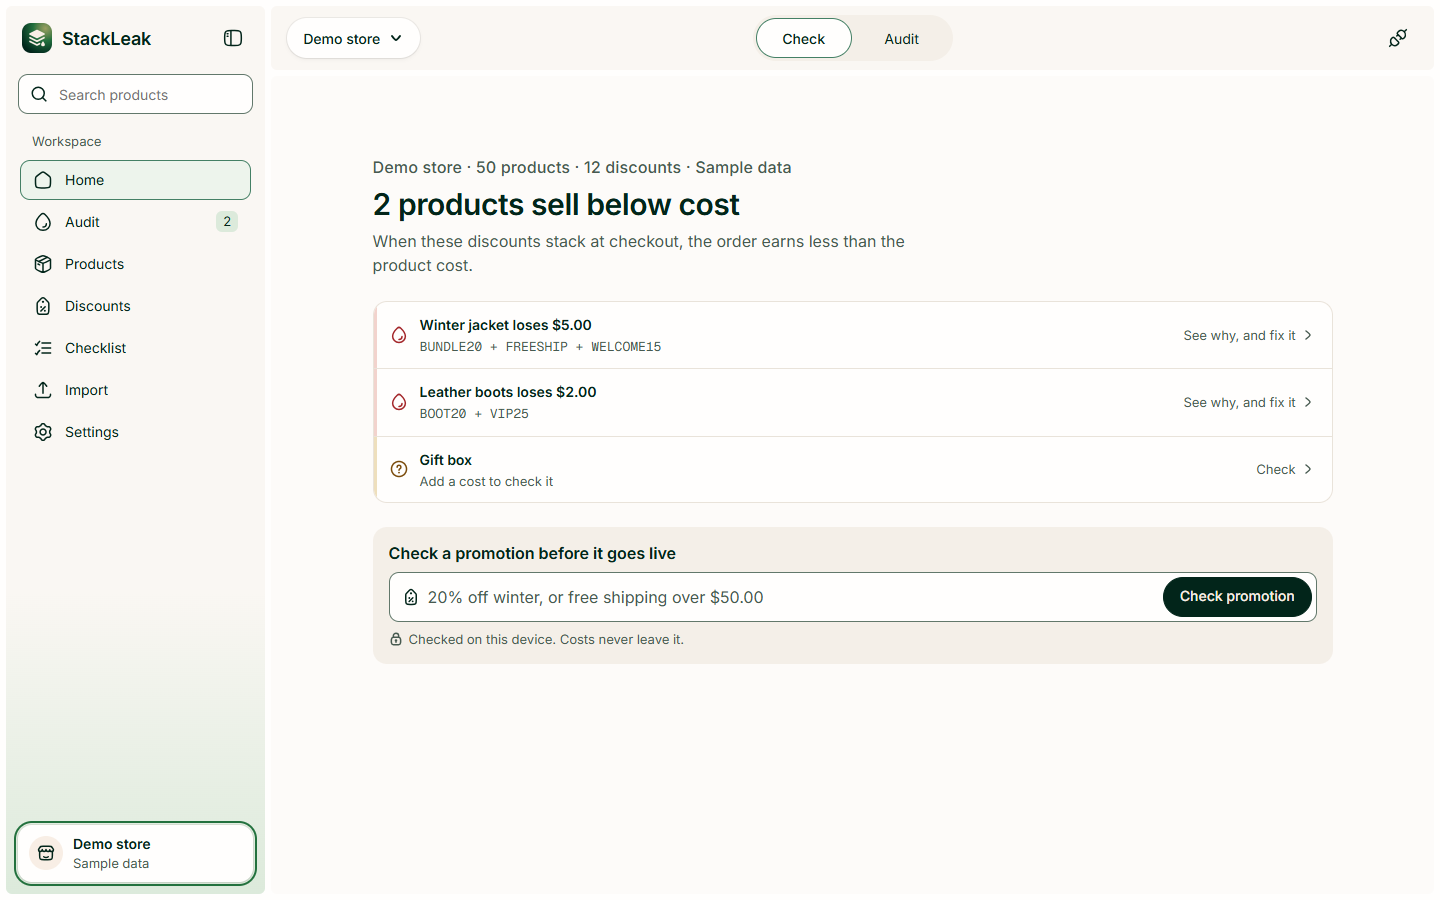 StackLeak
Search products
Workspace
Home
Audit 2
Products
Discounts
Checklist
Import
Settings
Demo store
Sample data
Demo store
Check Audit
Demo store · 50 products · 12 discounts · Sample data
2 products sell below cost
When these discounts stack at checkout, the order earns less than the
product cost.
Winter jacket loses $5.00
BUNDLE20 + FREESHIP + WELCOME15
See why, and fix it
Leather boots loses $2.00
BOOT20 + VIP25
See why, and fix it
Gift box
Add a cost to check it
Check
Check a promotion before it goes live
20% off winter, or free shipping over $50.00
Check promotion
Checked on this device. Costs never leave it.